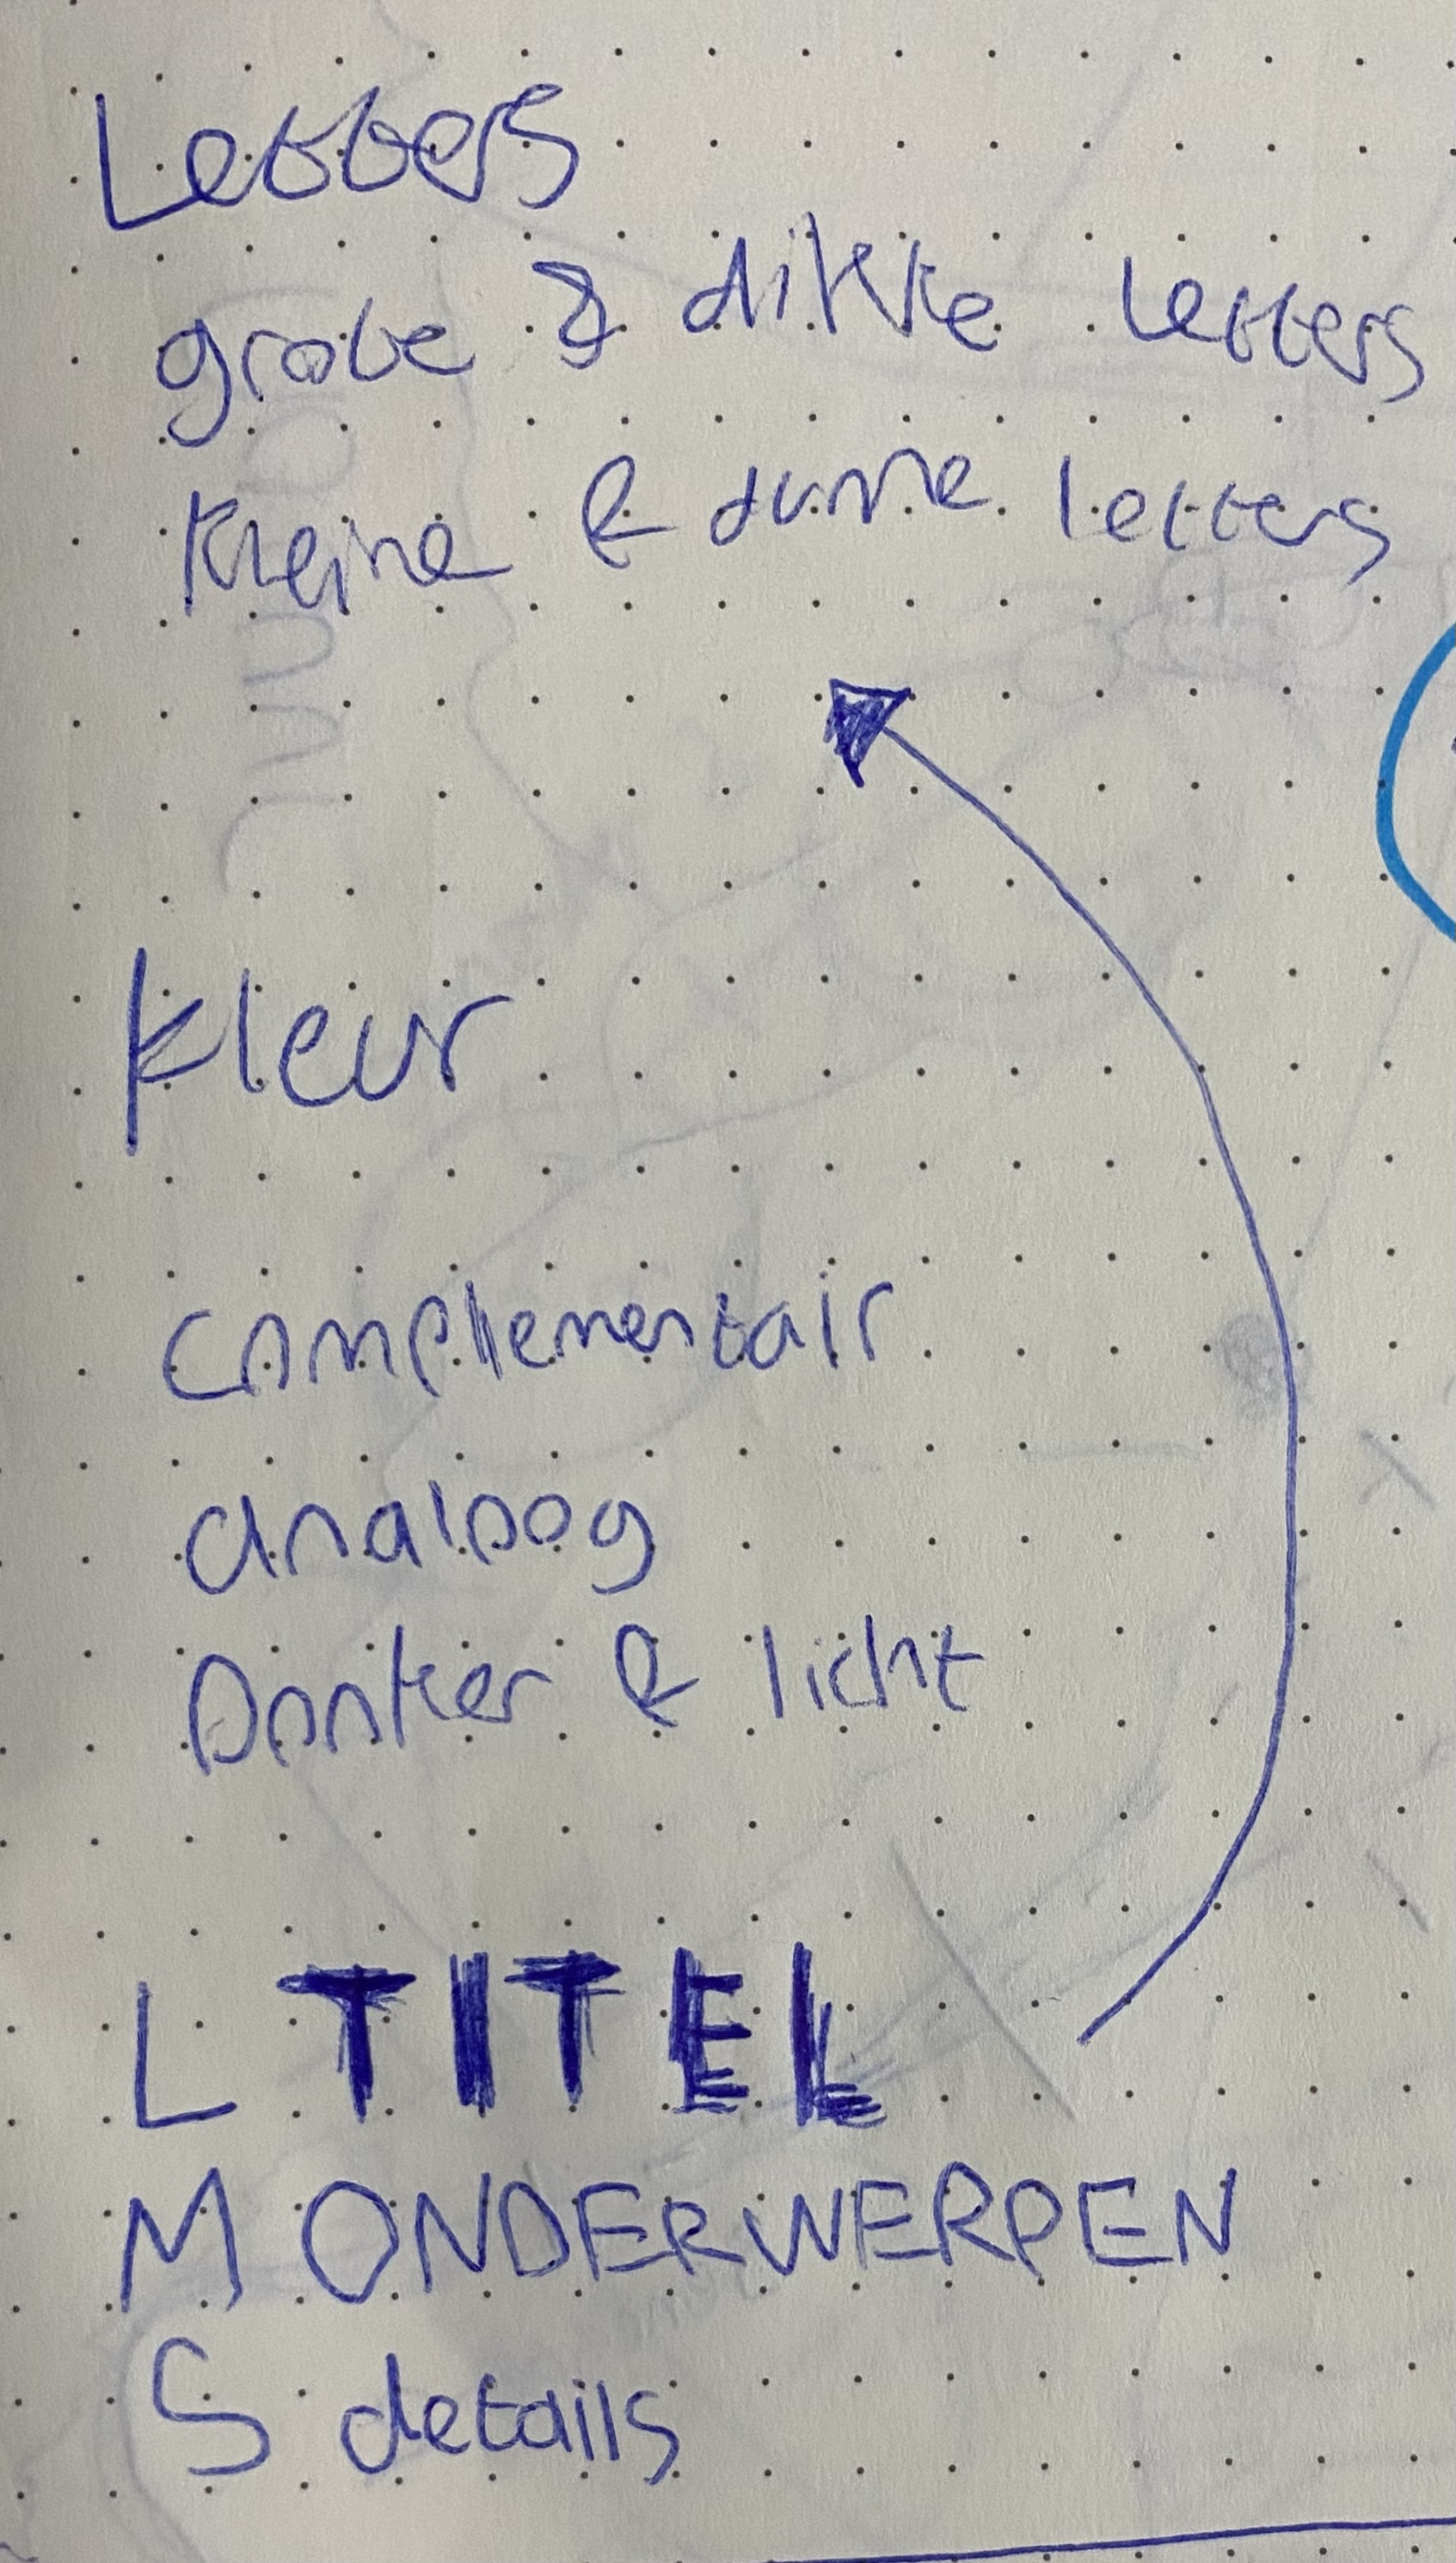 Letters
grote & dikke letters
kleine & dunne letters
kleur
complementair
analoog
Donker & licht
L TITEL
M ONDERWERPEN
S details